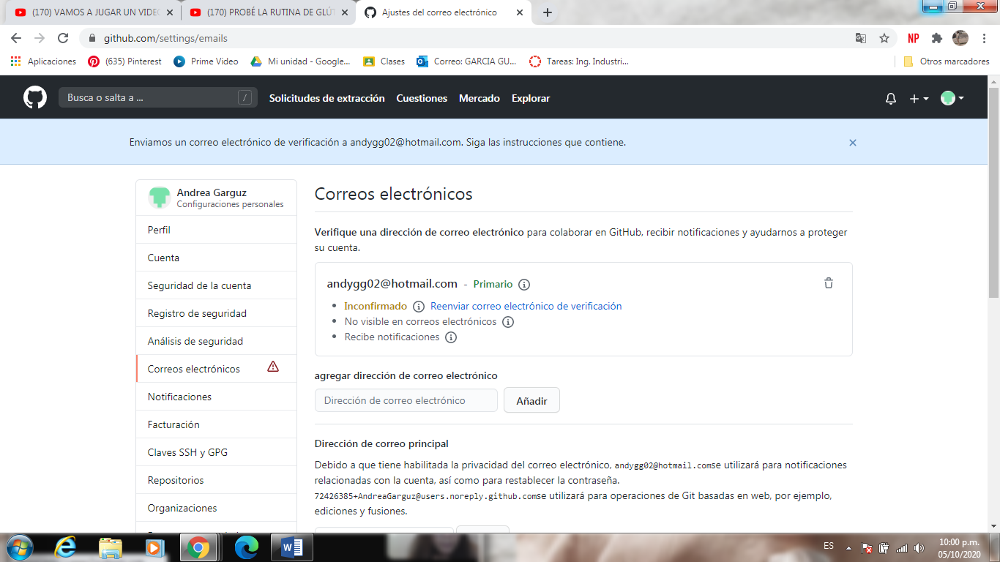 (170) VAMOS A JUGAR UN VIDEO
(170) PROBÉ LA RUTINA DE GLÚT
Ajustes del correo electrónico
github.com/settings/emails
NP
Aplicaciones
(635) Pinterest
Prime Video
Mi unidad - Google...
Clases
Correo: GARCIA GU...
Tareas: Ing. Industri...
Otros marcadores
Busca o salta a ...
/
Solicitudes de extracción
Cuestiones
Mercado
Explorar
Enviamos un correo electrónico de verificación a andygg02@hotmail.com. Siga las instrucciones que contiene.
Andrea Garguz
Configuraciones personales
Perfil
Cuenta
Seguridad de la cuenta
Registro de seguridad
Análisis de seguridad
Correos electrónicos
Notificaciones
Facturación
Claves SSH y GPG
Repositorios
Organizaciones
Correos electrónicos
Verifique una dirección de correo electrónico para colaborar en GitHub, recibir notificaciones y ayudarnos a proteger
su cuenta.
andygg02@hotmail.com - Primario
Inconfirmado Reenviar correo electrónico de verificación
No visible en correos electrónicos
Recibe notificaciones
agregar dirección de correo electrónico
Dirección de correo electrónico
Añadir
Dirección de correo principal
Debido a que tiene habilitada la privacidad del correo electrónico, andygg02@hotmail.comse utilizará para notificaciones
relacionadas con la cuenta, así como para restablecer la contraseña.
72426385+AndreaGarguz@users.noreply.github.comse utilizará para operaciones de Git basadas en web, por ejemplo,
ediciones y fusiones.
ES
10:00 p.m.
05/10/2020